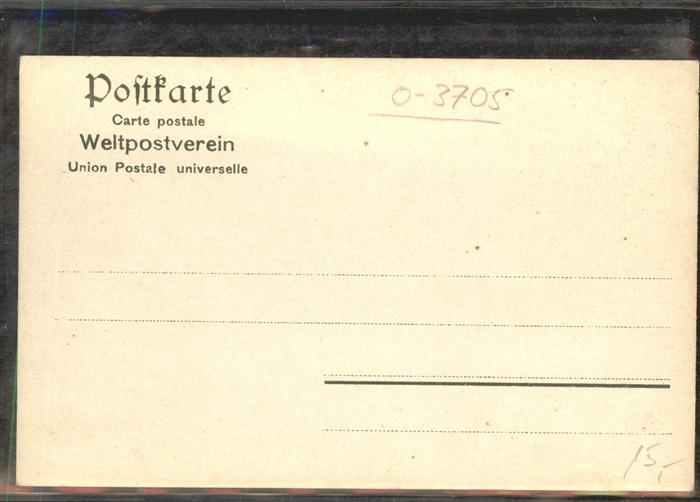 Poſtkarte
O-3705
Carte postale
Weltpostverein
Union Postale universelle
15,-